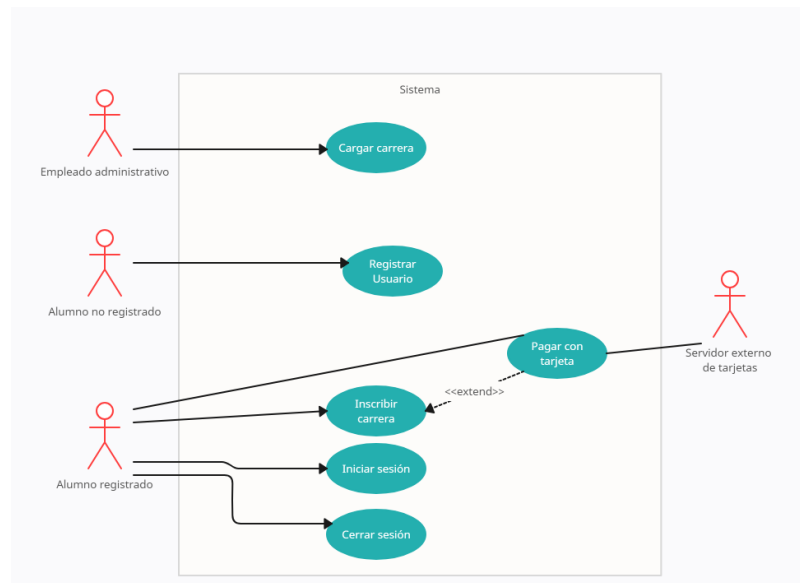 Sistema
Cargar carrera
Empleado administrativo
Registrar
Usuario
Alumno no registrado
Pagar con
tarjeta
Servidor externo
de tarjetas
<<extend>>
Inscribir
carrera
Iniciar sesión
Alumno registrado
Cerrar sesión